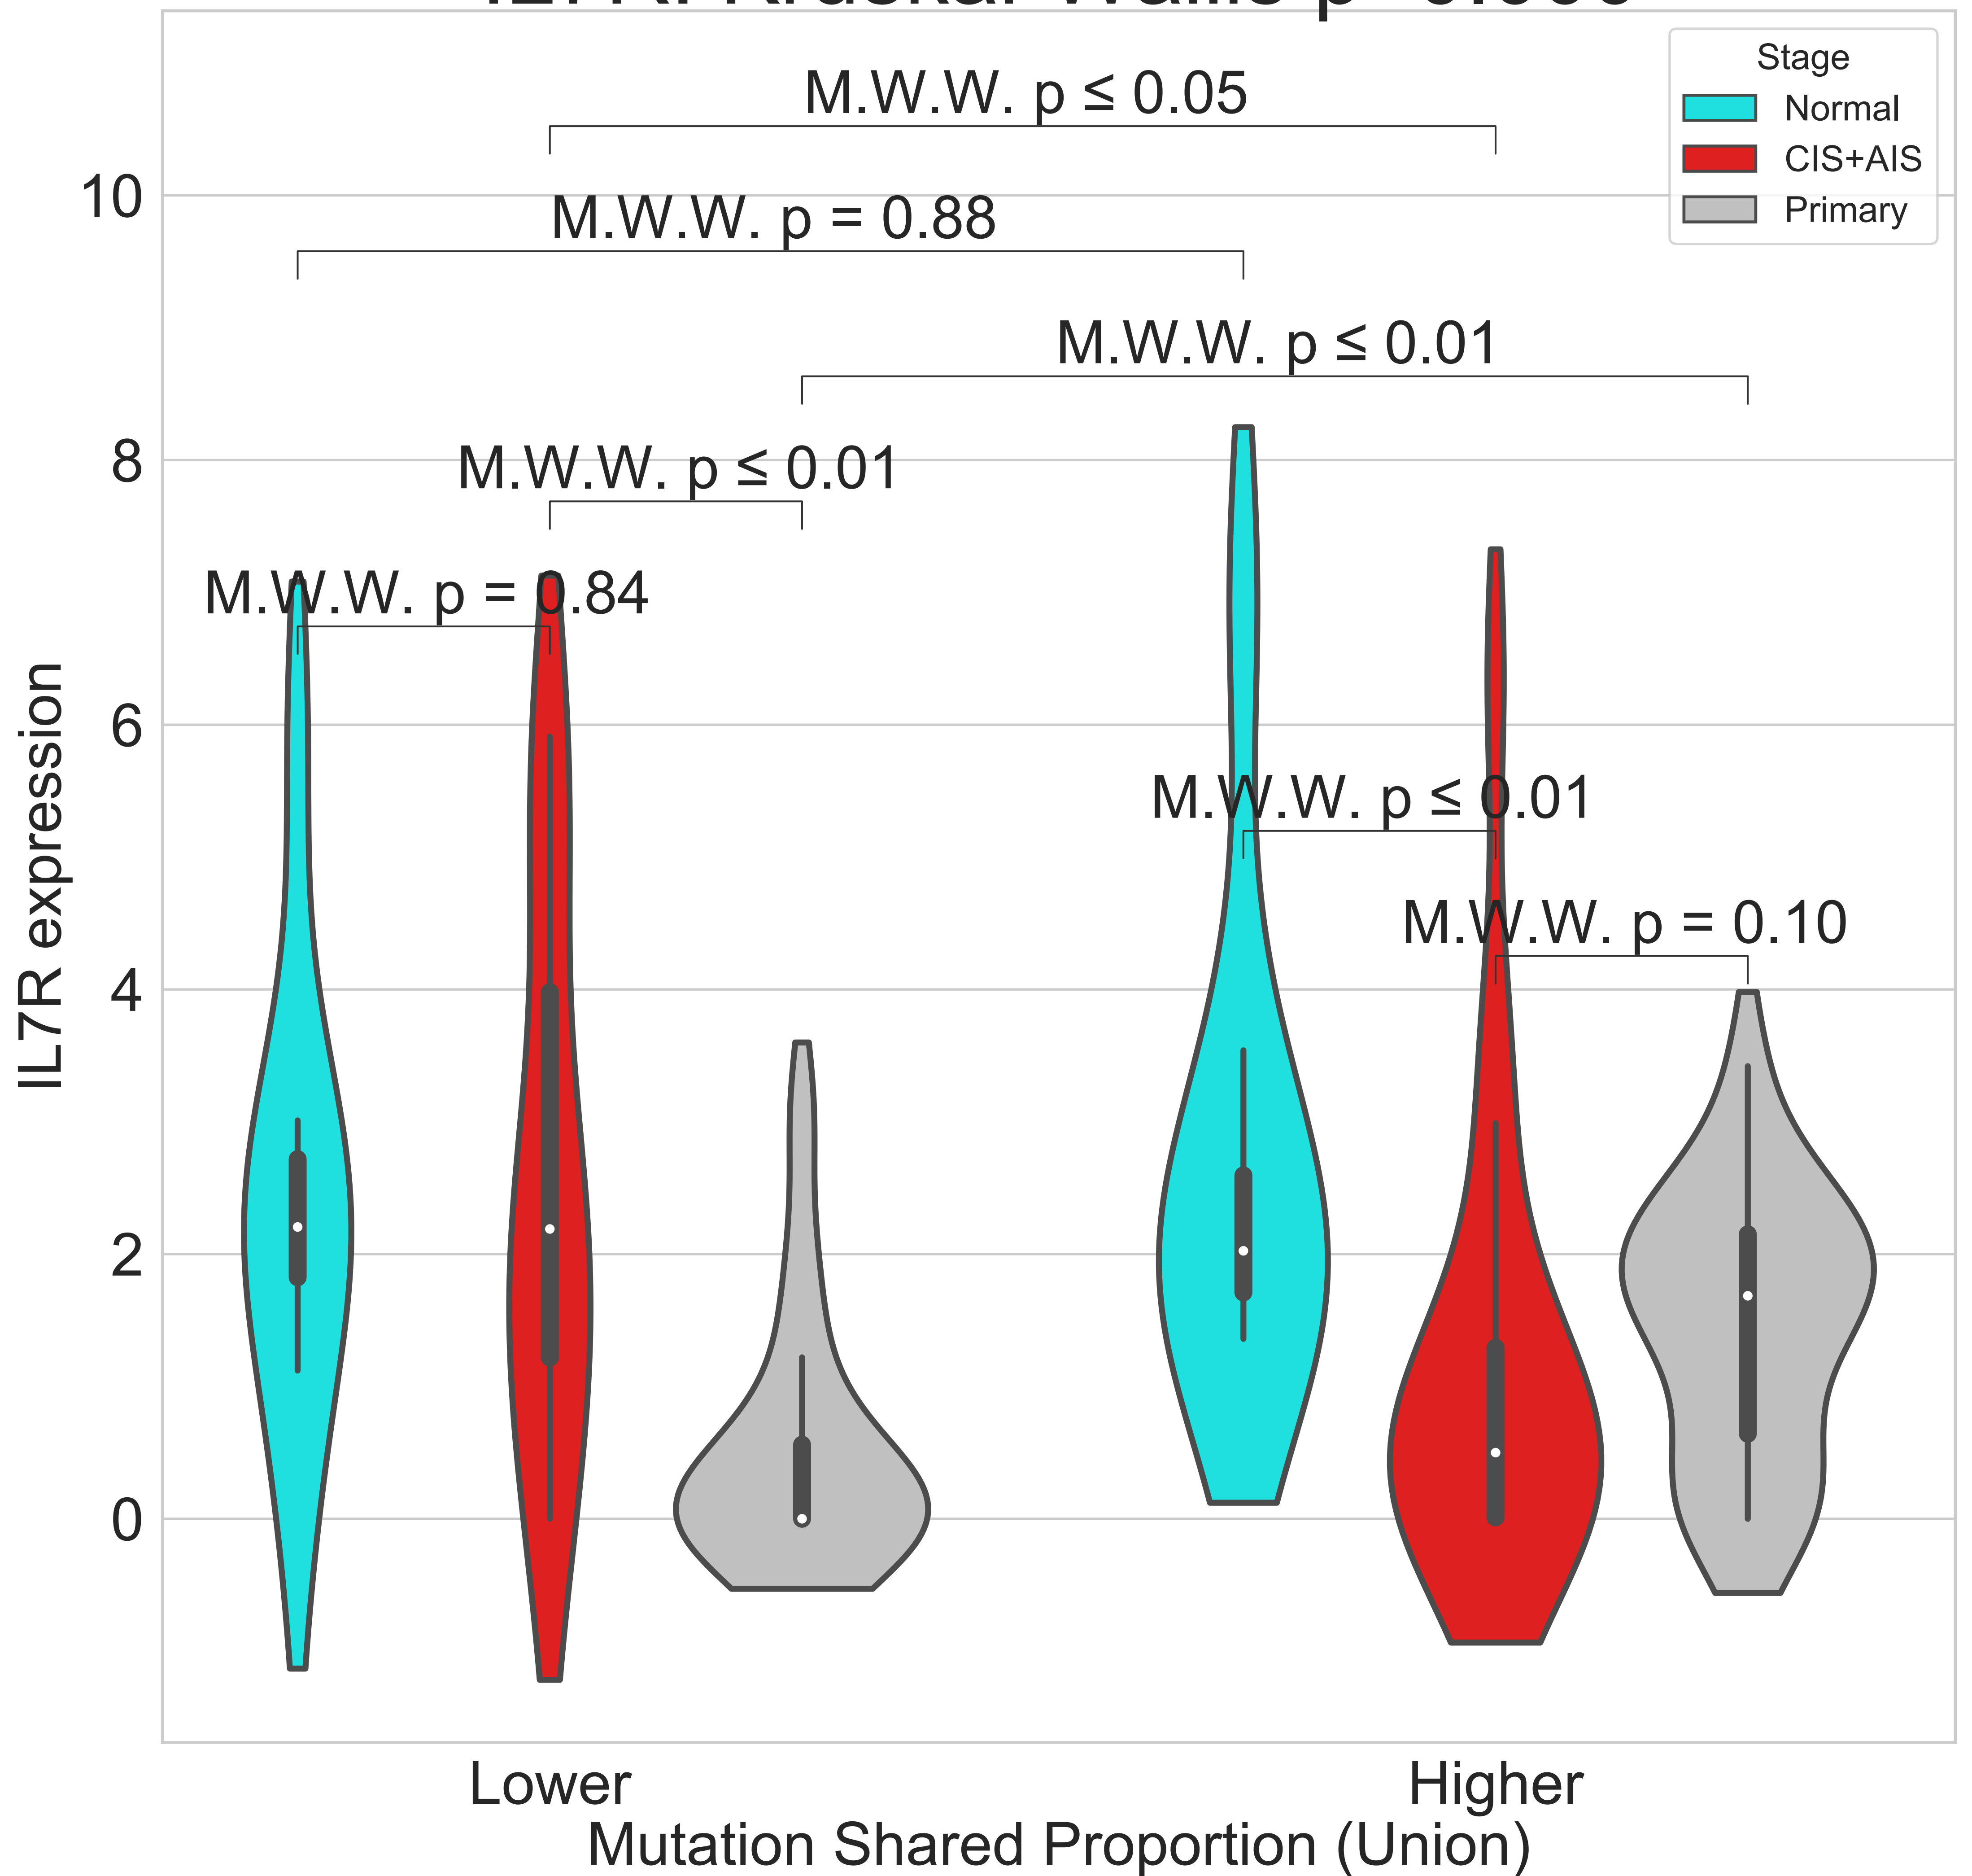 M.W.W. p ≤ 0.05
M.W.W. p = 0.88
M.W.W. p ≤ 0.01
M.W.W. p ≤ 0.01
M.W.W. p = 0.84
M.W.W. p ≤ 0.01
M.W.W. p = 0.10
Stage
Normal
CIS+AIS
Primary
IL7R expression
10
8
6
4
2
0
Lower
Higher
Mutation Shared Proportion (Union)